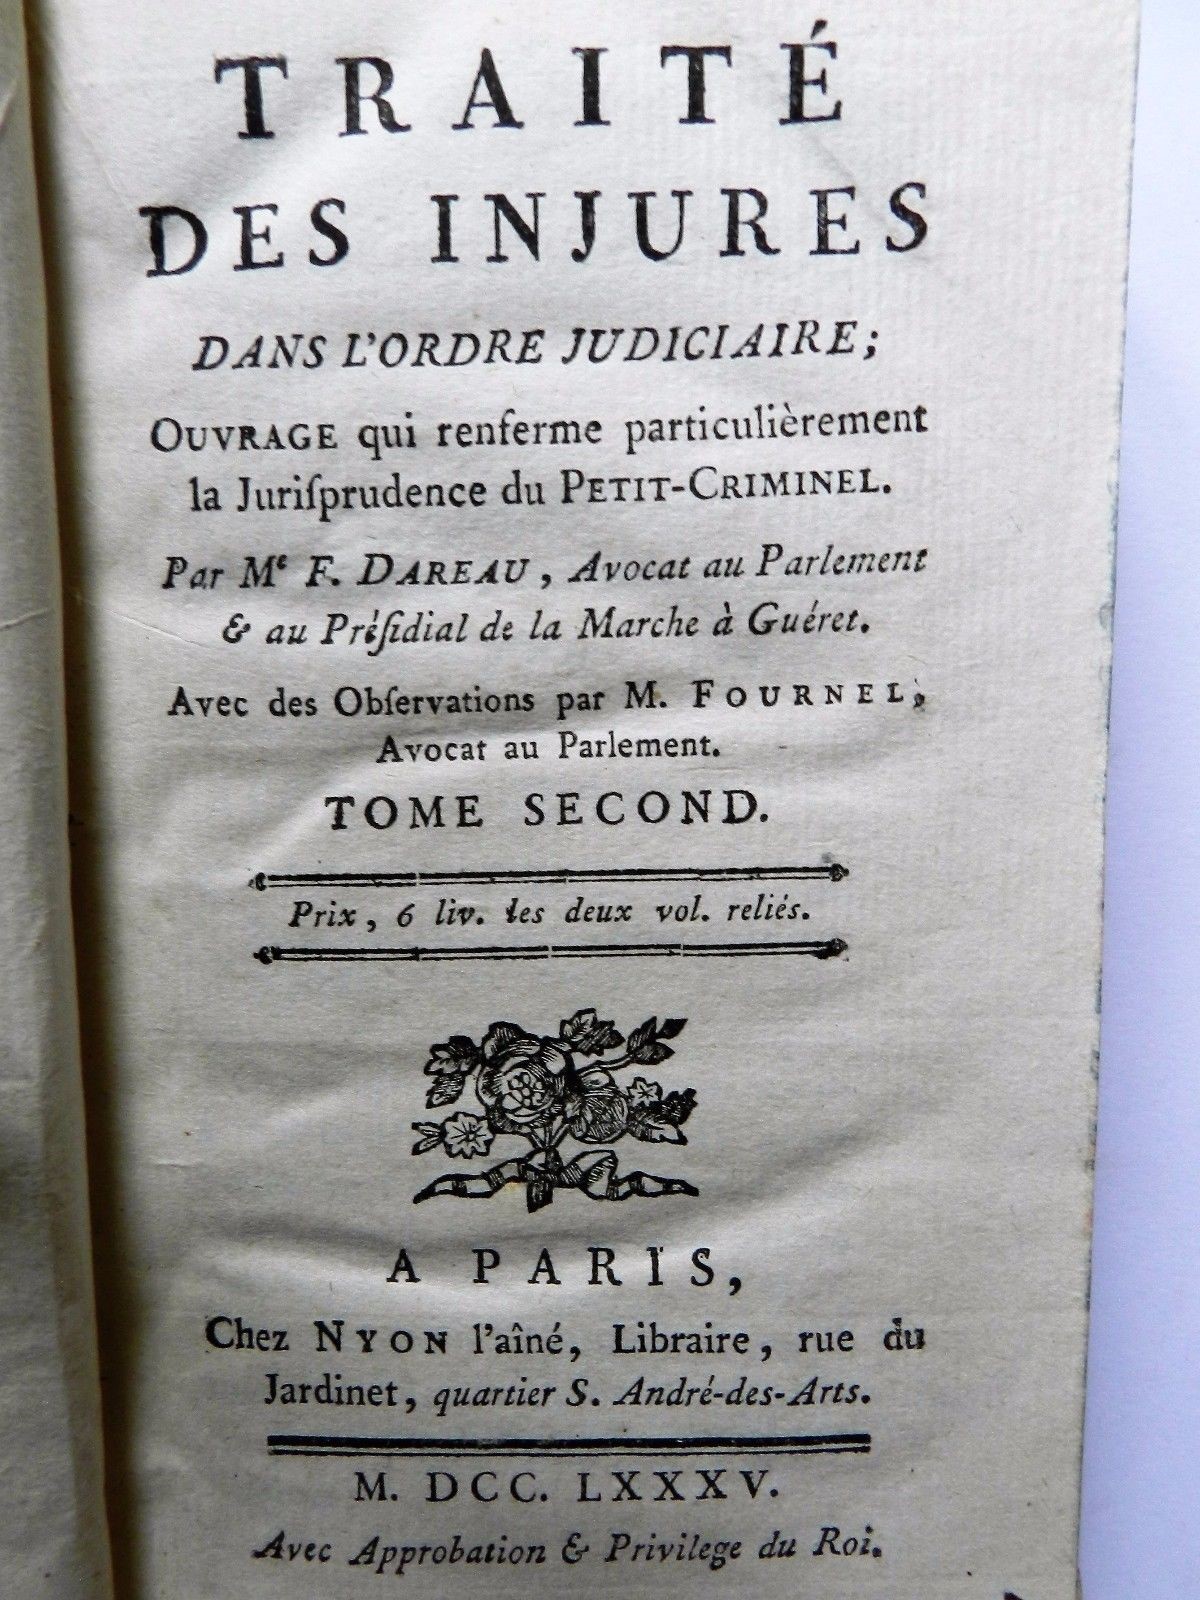 TRAITÉ
DES INJURES
DANS L'ORDRE JUDICIAIRE;
OUVRAGE qui renferme particulièrement
la Juriſprudence du PETIT-CRIMINEL.
Par Me F. DAREAU, Avocat au Parlement
& au Préſidial de la Marche à Guéret.
Avec des Obſervations par M. FOURNEL,
Avocat au Parlement.
TOME SECOND.
Prix, 6 liv. les deux vol. reliés.
A PARIS,
Chez NYON l'aîné, Libraire, rue du
Jardinet, quartier S. André-des-Arts.
M. DCC. LXXXV.
Avec Approbation & Privilege du Roi.